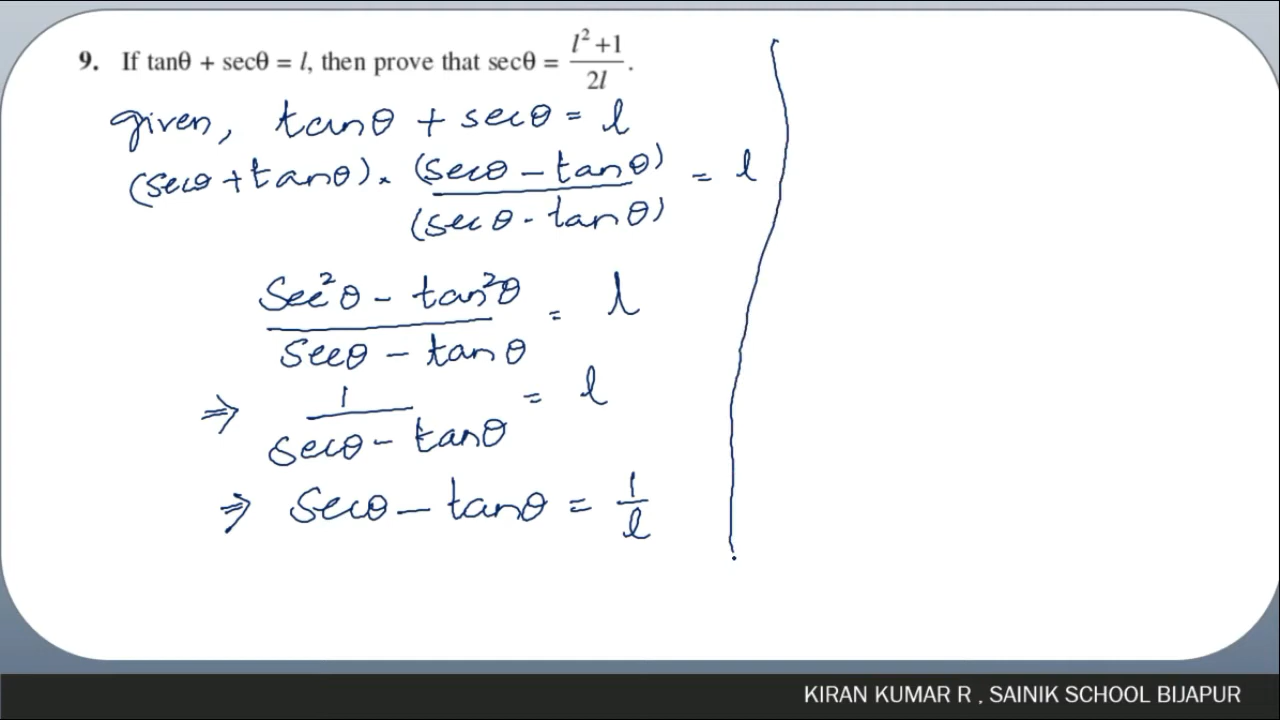 9. If tanθ + secθ = l, then prove that secθ = (l² + 1)/2l.
given, tanθ + secθ = l
(secθ + tanθ) × (secθ – tanθ)/(secθ - tanθ) = l
(Sec²θ – tan²θ)/(secθ – tanθ) = l
⇒ 1/(secθ – tanθ) = l
⇒ Secθ – tanθ = 1/l
KIRAN KUMAR R , SAINIK SCHOOL BIJAPUR